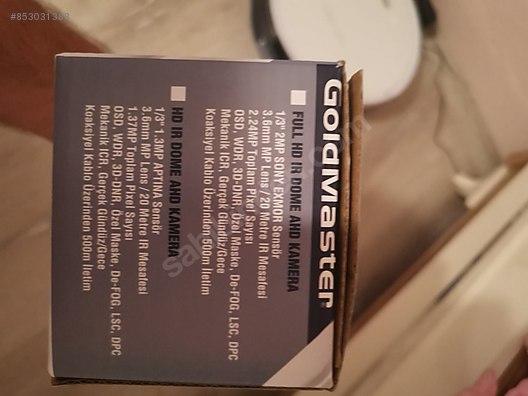 #853031383
GOLDMASTER®
FULL HD IR DOME AHD KAMERA
1/3" 2MP SONY EXMOR Sensör
3.6mm MP Lens / 20 Metre IR Mesafesi
2.24MP Toplam Pixel Sayısı
OSD, WDR, 3D-DNR, Özel Maske, De-FOG, LSC, DPC
Mekanik ICR, Gerçek Gündüz/Gece
Koaksiyel Kablo Üzerinden 500m İletim
HD IR DOME AHD KAMERA
1/3" 1.3MP APTINA Sensör
3.6mm MP Lens / 20 Metre IR Mesafesi
1.37MP Toplam Pixel Sayısı
OSD, WDR, 3D-DNR, Özel Maske, De-FOG, LSC, DPC
Mekanik ICR, Gerçek Gündüz/Gece
Koaksiyel Kablo Üzerinden 500m İletim